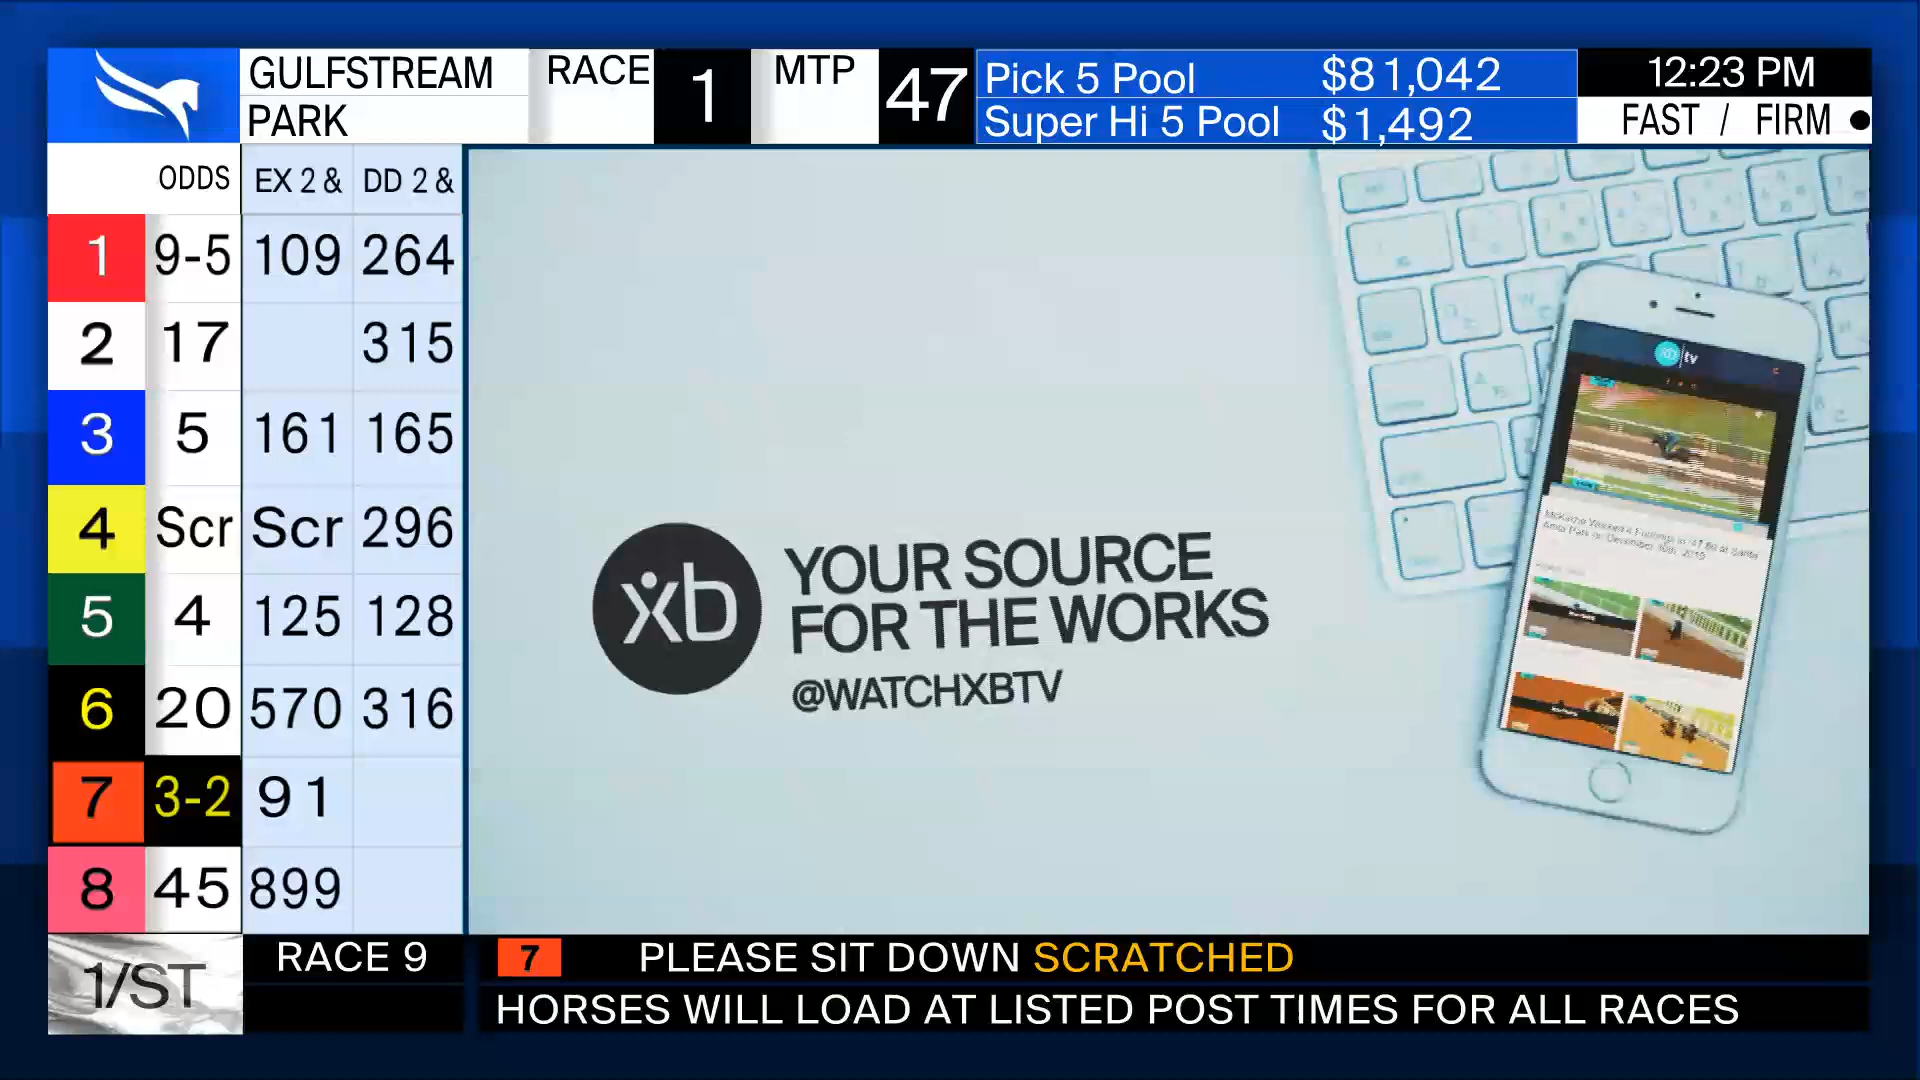 GULFSTREAM PARK
RACE 1 MTP 47
Pick 5 Pool $81,042
Super Hi 5 Pool $1,492
12:23 PM
FAST / FIRM
ODDS EX 2 & DD 2 &
1 9-5 109 264
2 17 315
3 5 161 165
4 Scr Scr 296
5 4 125 128
6 20 570 316
7 3-2 91
8 45 899
xb
YOUR SOURCE
FOR THE WORKS
@WATCHXBTV
tv
1/ST
RACE 9 7 PLEASE SIT DOWN SCRATCHED
HORSES WILL LOAD AT LISTED POST TIMES FOR ALL RACES